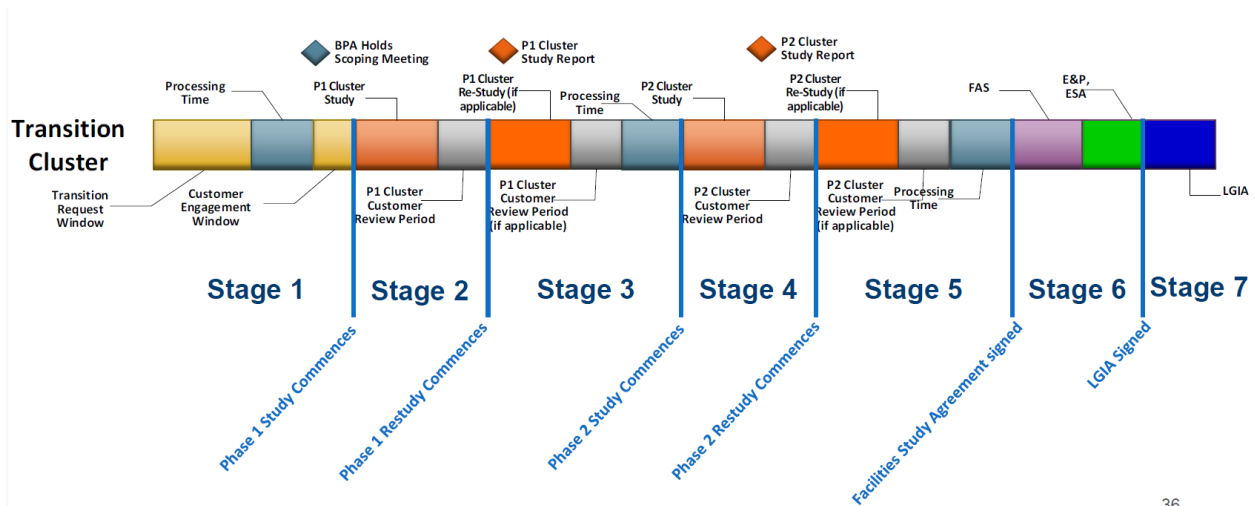 BPA Holds
Scoping Meeting
P1 Cluster
Study Report
P2 Cluster
Study Report
Processing
Time
P1 Cluster
Study
P1 Cluster
Re-Study (if
applicable)
Processing
Time
P2 Cluster
Study
P2 Cluster
Re-Study (if
applicable)
FAS
E&P,
ESA
Transition
Cluster
Transition
Request
Window
Customer
Engagement
Window
P1 Cluster
Customer
Review Period
P1 Cluster
Customer
Review Period
(if applicable)
P2 Cluster
Customer
Review Period
P2 Cluster
Customer
Review Period
(if applicable)
Processing
Time
LGIA
Stage 1
Stage 2
Stage 3
Stage 4
Stage 5
Stage 6
Stage 7
Phase 1 Study Commences
Phase 1 Restudy Commences
Phase 2 Study Commences
Phase 2 Restudy Commences
Facilities Study Agreement signed
LGIA Signed
36